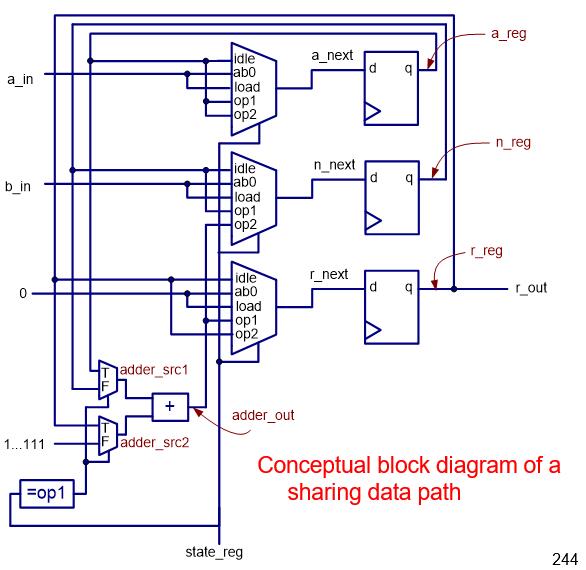 a_reg
a_next
idle
ab0
load
op1
op2
d
q
a_in
n_reg
n_next
idle
ab0
load
op1
op2
d
q
b_in
r_reg
r_next
idle
ab0
load
op1
op2
d
q
0
r_out
T
F
adder_src1
+
adder_out
T
F
1...111
adder_src2
Conceptual block diagram of a
sharing data path
=op1
state_reg
244